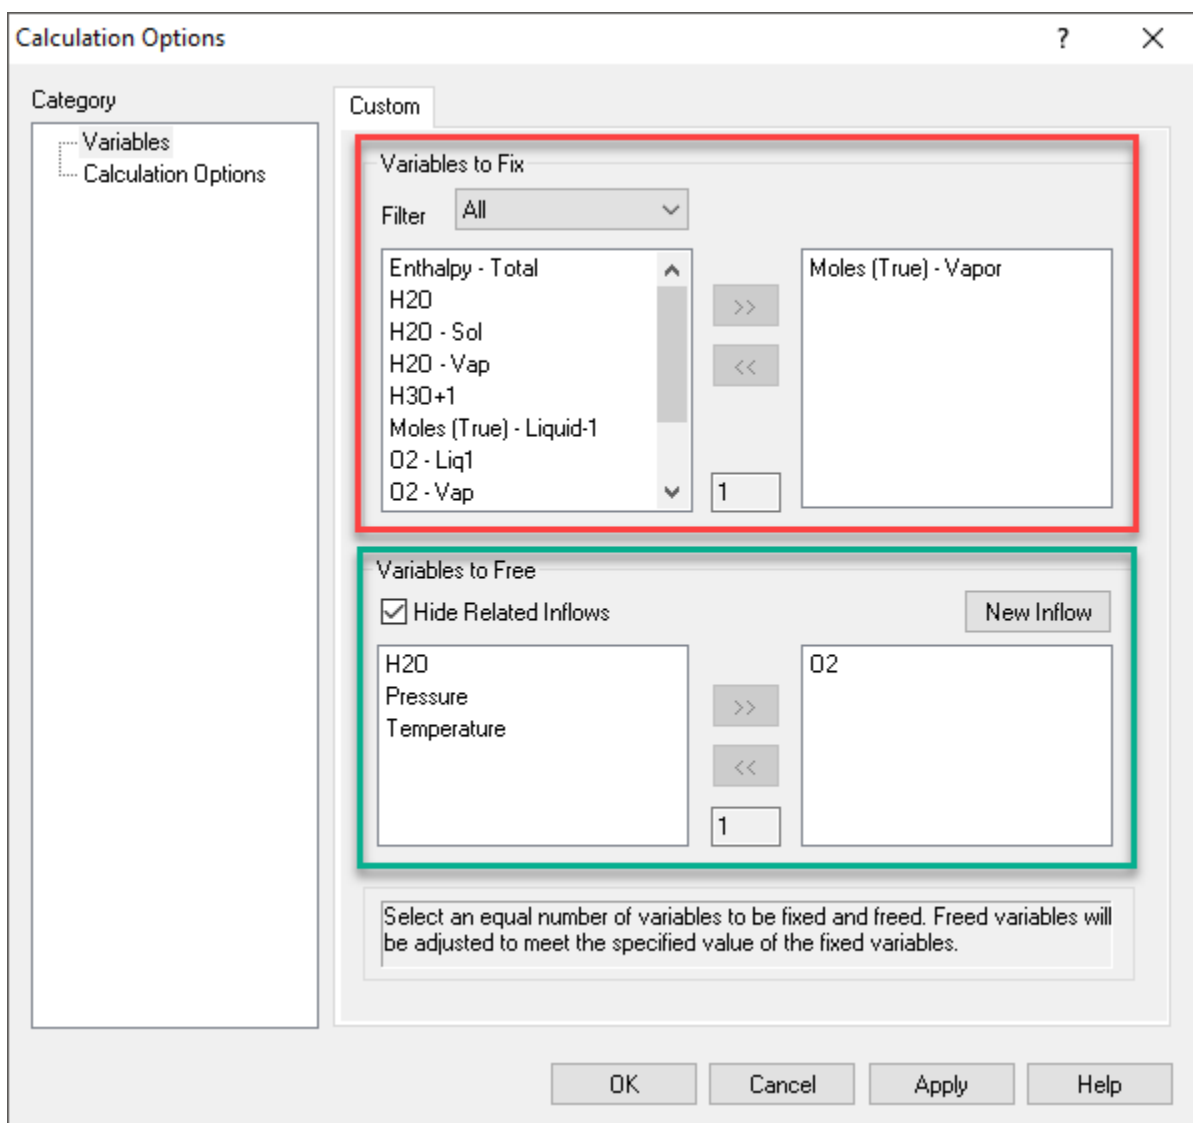 Calculation Options
?
Category
Variables
Calculation Options
Custom
Variables to Fix
Filter
All
Enthalpy - Total
H2O
H2O - Sol
H2O - Vap
H3O+1
Moles (True) - Liquid-1
O2 - Liq1
O2 - Vap
>>
<<
1
Moles (True) - Vapor
Variables to Free
Hide Related Inflows
New Inflow
H2O
Pressure
Temperature
>>
<<
1
O2
Select an equal number of variables to be fixed and freed. Freed variables will
be adjusted to meet the specified value of the fixed variables.
OK
Cancel
Apply
Help